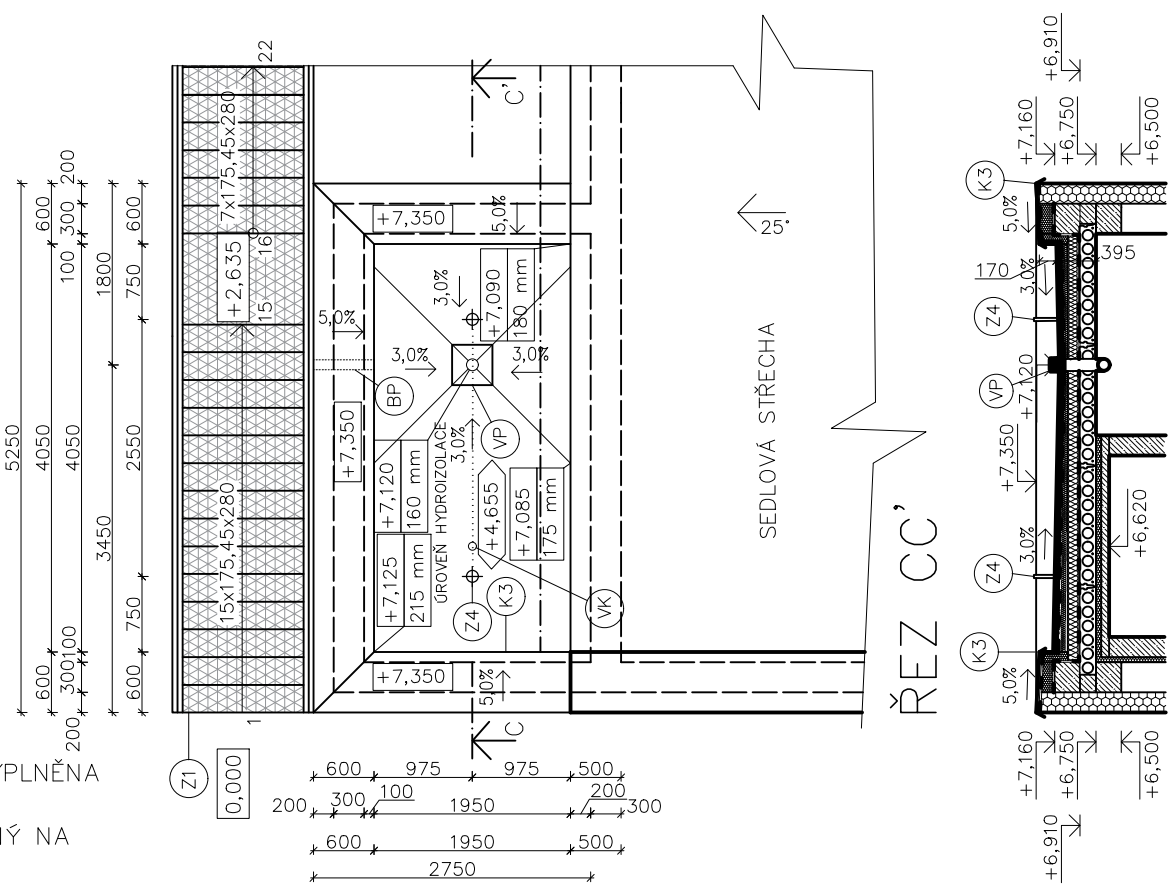 22
7x175,45x280
16
+2,635
15
15x175,45x280
1
Z1
0,000
YPLNĚNA
NÝ NA
5250
600
4050
600
200
300
100
4050
100
300
200
1800
3450
600
750
2550
750
600
C'
+7,350
5,0%
3,0%
+7,090
180 mm
5,0%
3,0%
3,0%
BP
+7,350
VP
3,0%
+7,120
160 mm
ÚROVEŇ HYDROIZOLACE
+4,655
+7,085
175 mm
+7,125
215 mm
Z4
K3
VK
+7,350
5,0%
C
25°
SEDLOVÁ STŘECHA
600
975
975
500
200
300
100
1950
200
300
600
1950
500
2750
ŘEZ CC'
+6,910
+7,160
+6,750
+6,500
K3
5,0%
170
3,0%
395
Z4
VP
+7,120
+7,350
+6,620
3,0%
Z4
K3
5,0%
+7,160
+6,750
+6,500
+6,910